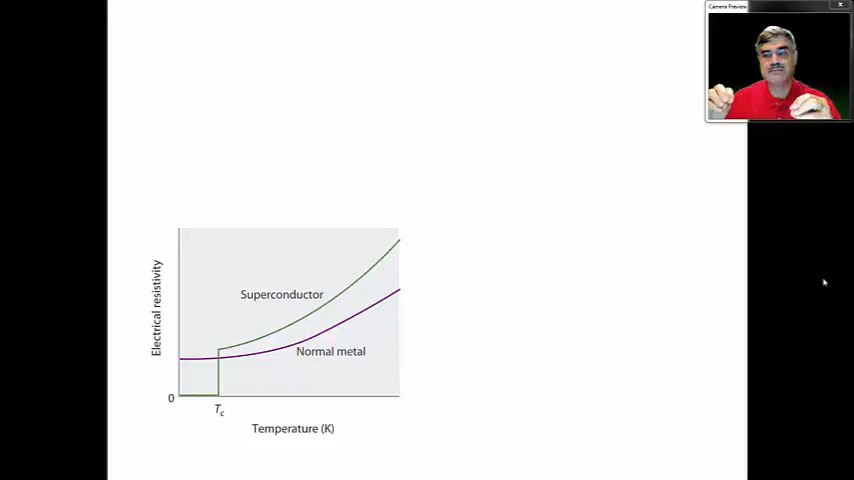 Camera Preview
Electrical resistivity
Superconductor
Normal metal
0
Tc
Temperature (K)